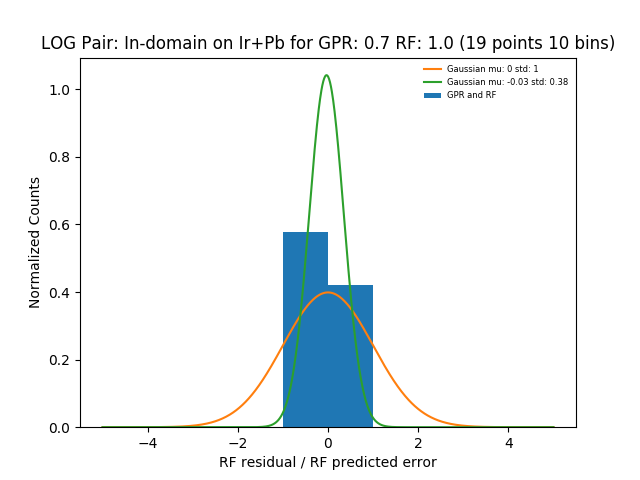 LOG Pair: In-domain on Ir+Pb for GPR: 0.7 RF: 1.0 (19 points 10 bins)
Gaussian mu: 0 std: 1
Gaussian mu: -0.03 std: 0.38
GPR and RF
Normalized Counts
1.0
0.8
0.6
0.4
0.2
0.0
−4 −2 0 2 4
RF residual / RF predicted error